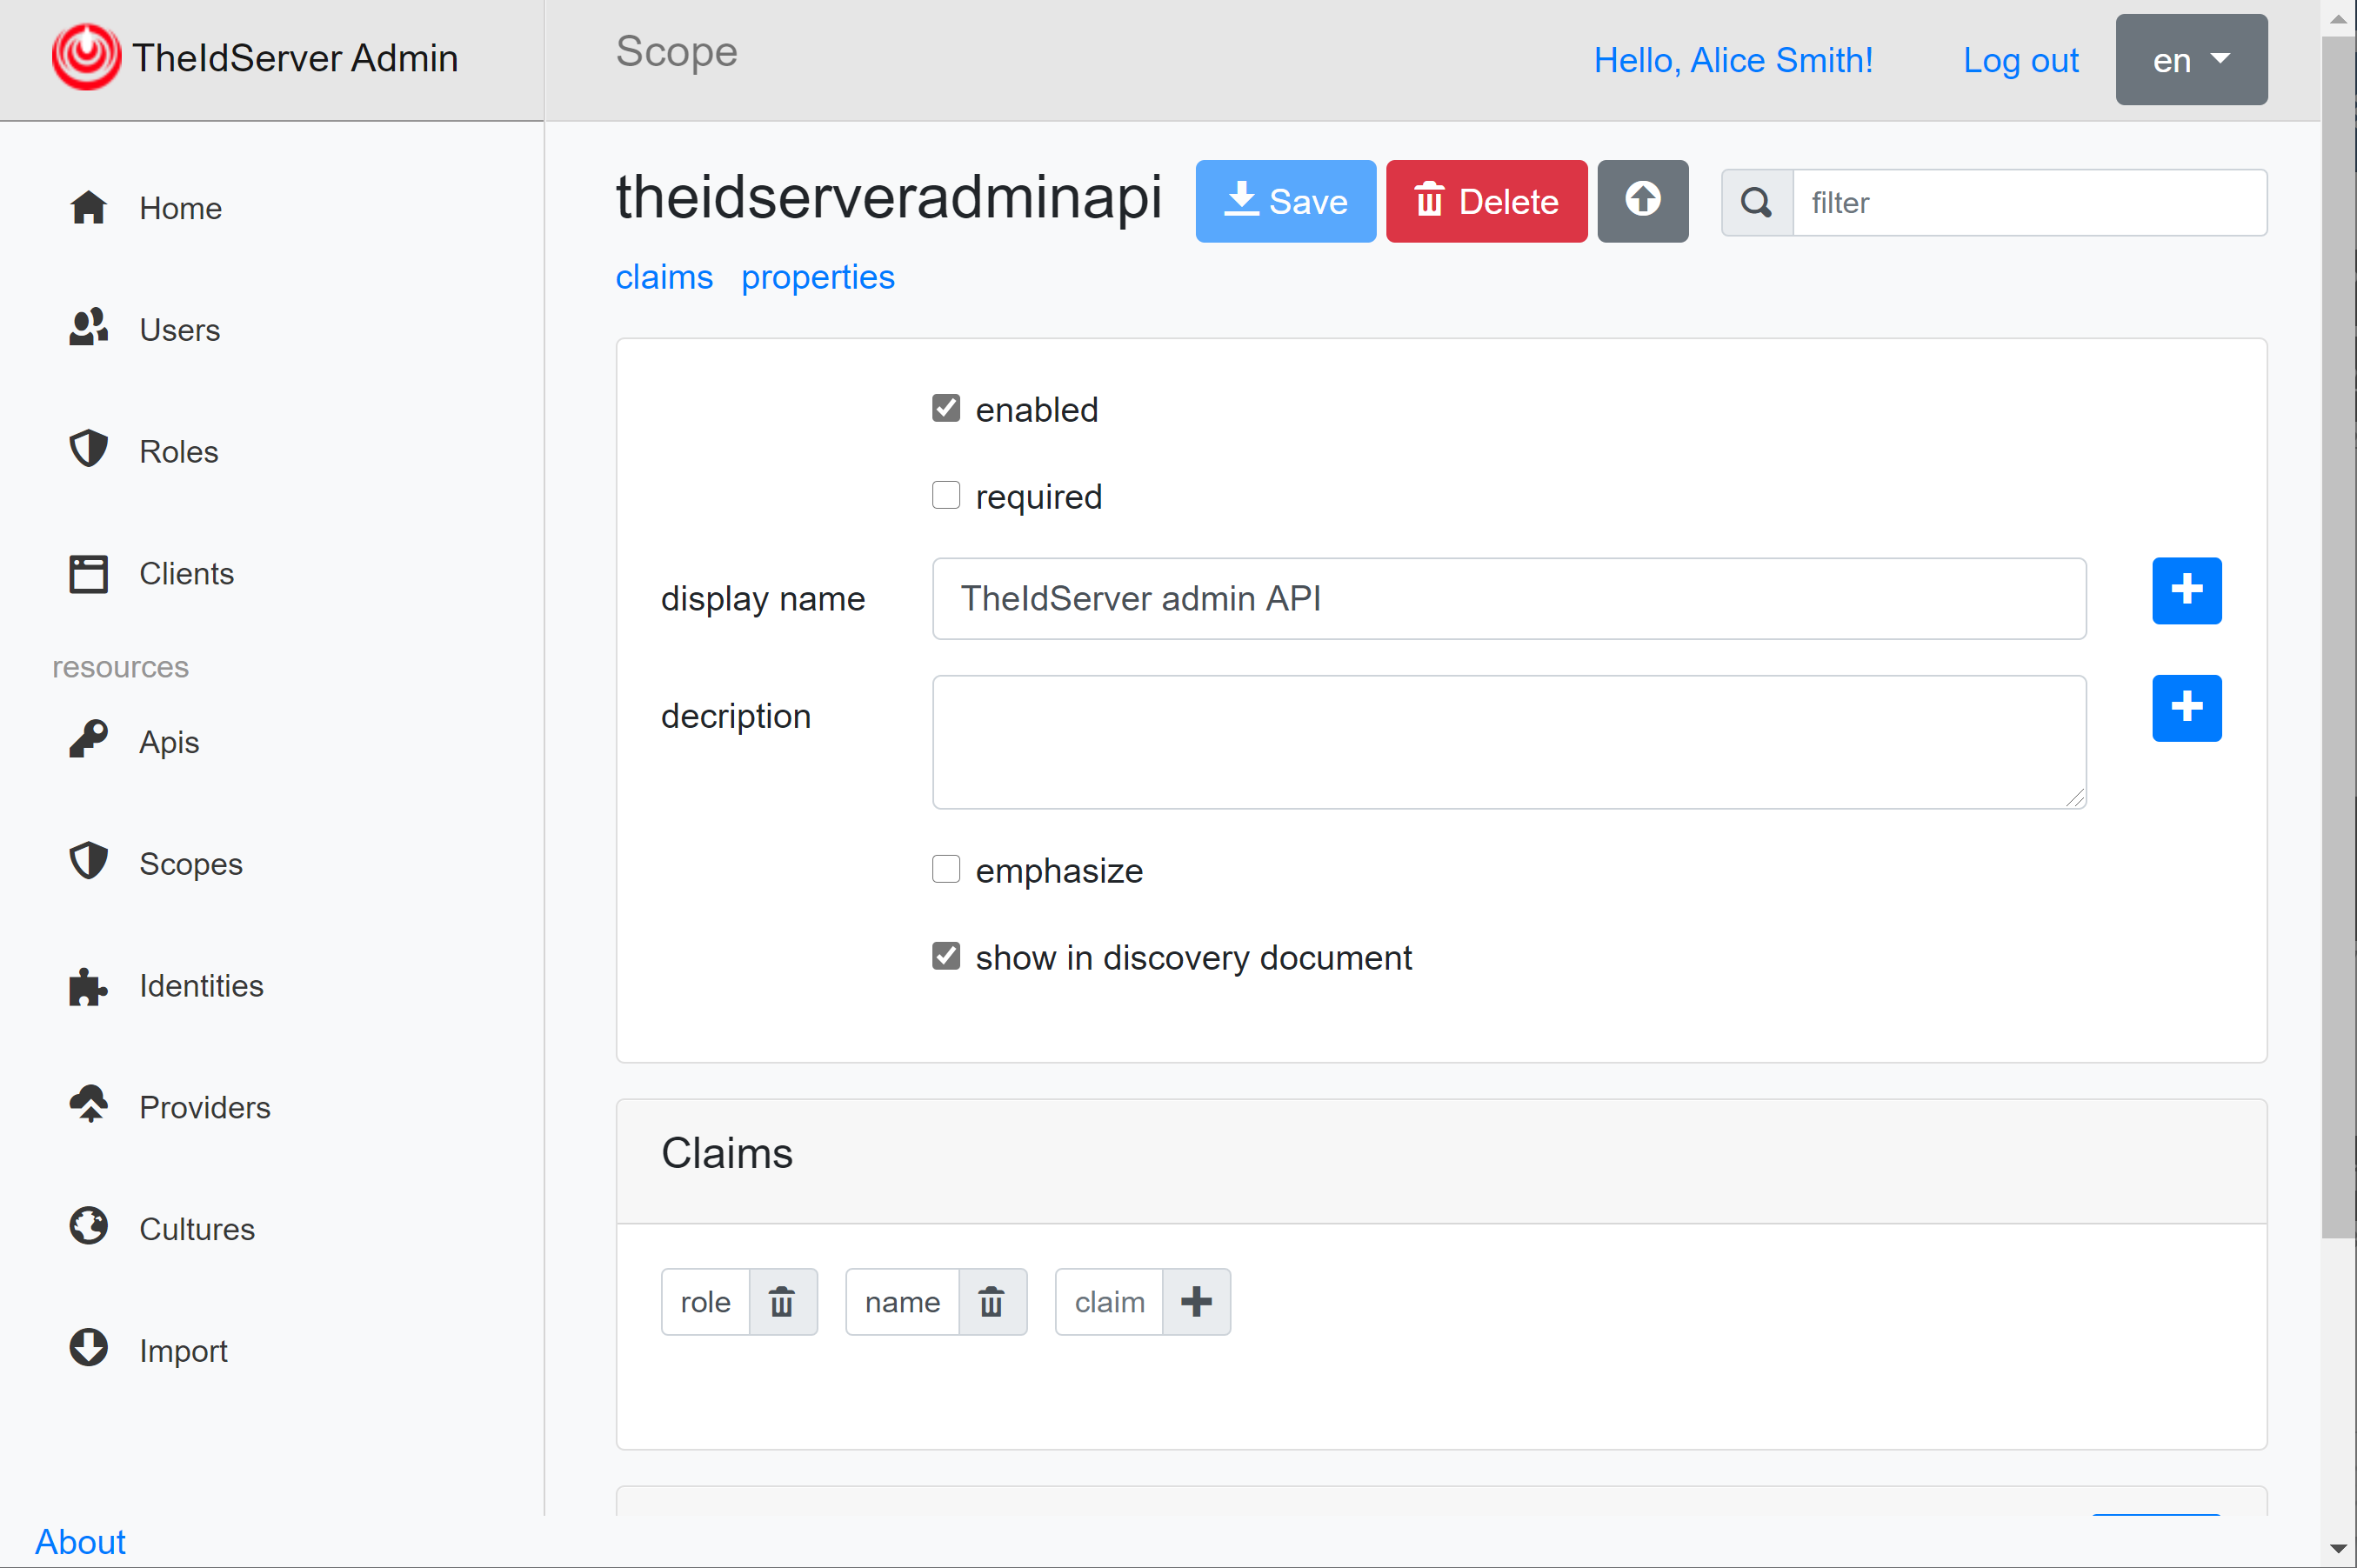 TheIdServer Admin
Scope
Hello, Alice Smith!
Log out
en
Home
Users
Roles
Clients
resources
Apis
Scopes
Identities
Providers
Cultures
Import
About
theidserveradminapi
Save
Delete
filter
claims properties
enabled
required
display name
TheIdServer admin API
decription
emphasize
show in discovery document
Claims
role
name
claim